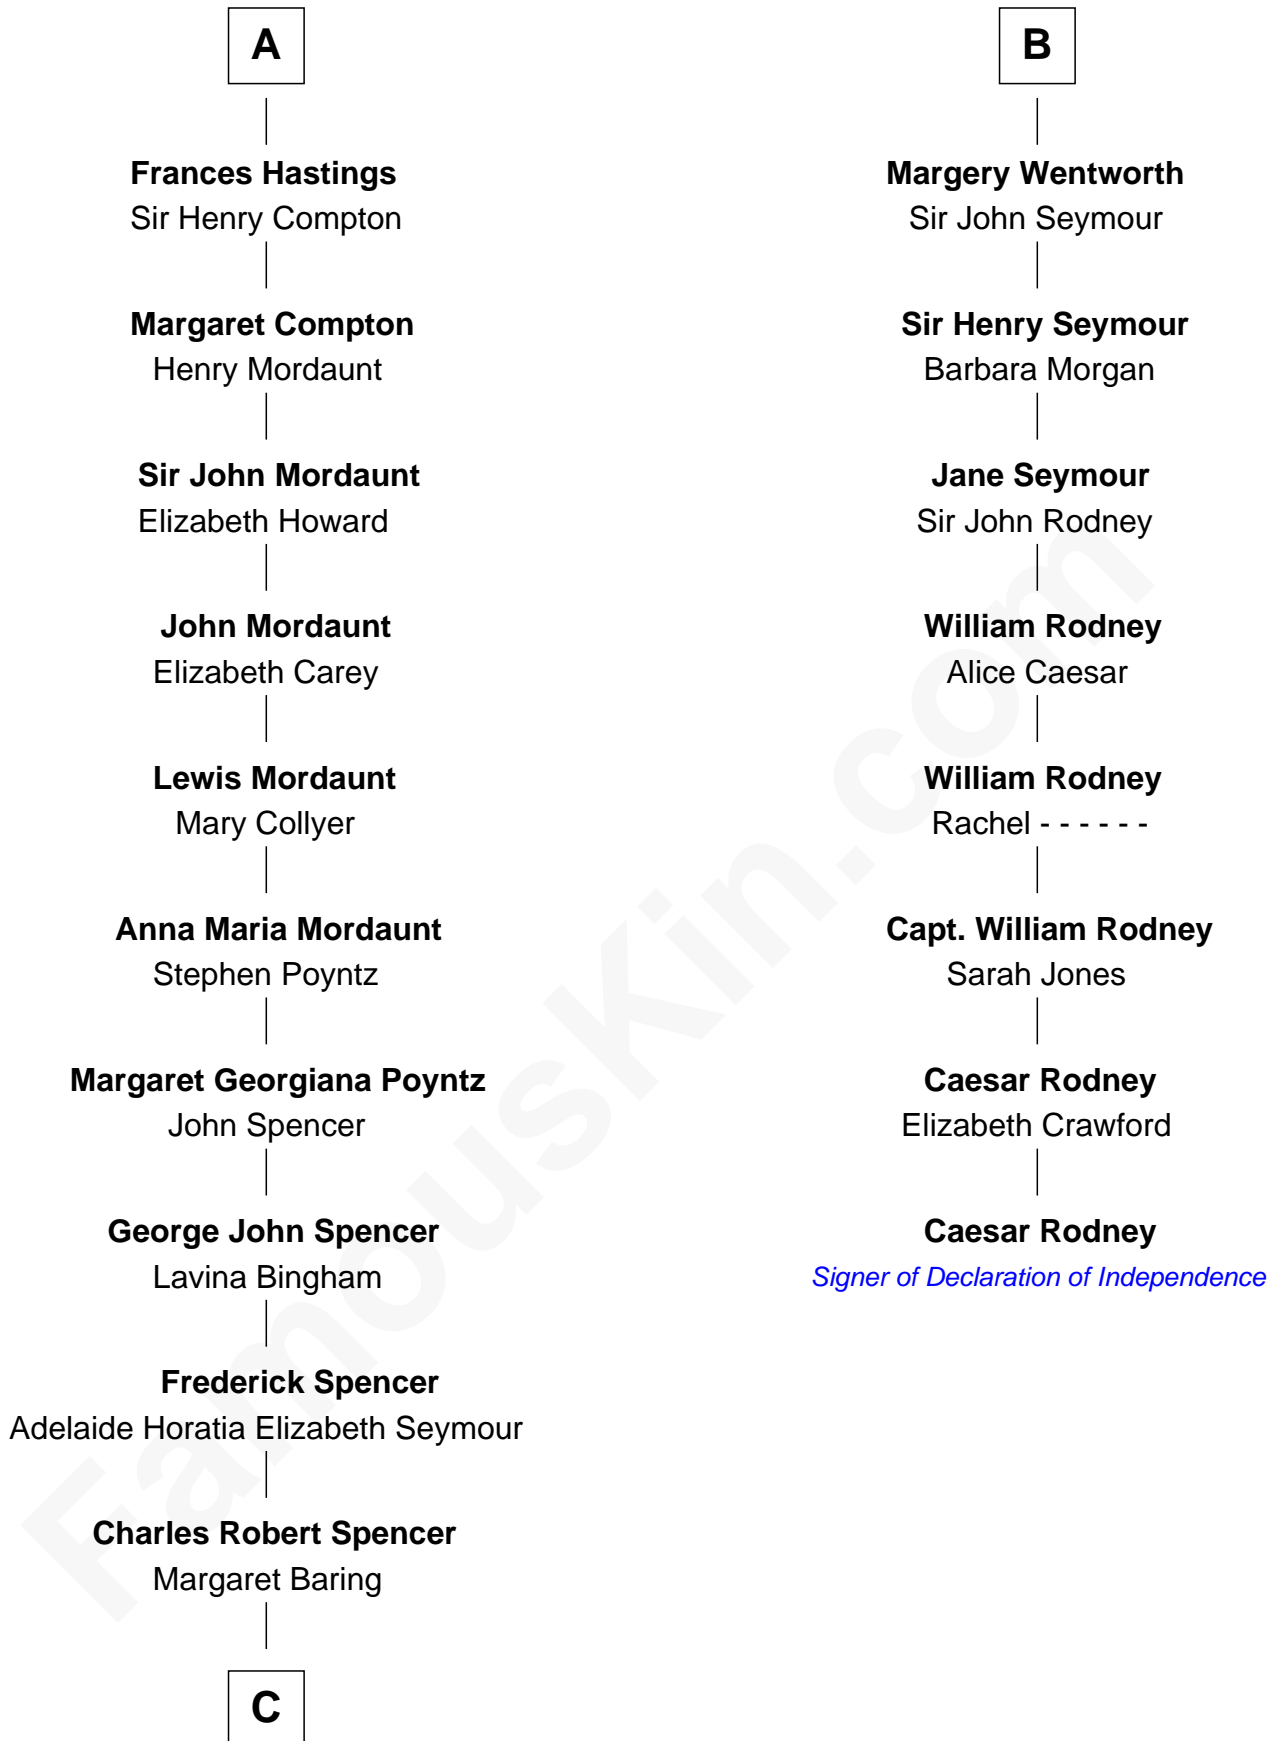 A
Frances Hastings
Sir Henry Compton
Margaret Compton
Henry Mordaunt
Sir John Mordaunt
Elizabeth Howard
John Mordaunt
Elizabeth Carey
Lewis Mordaunt
Mary Collyer
Anna Maria Mordaunt
Stephen Poyntz
Margaret Georgiana Poyntz
John Spencer
George John Spencer
Lavina Bingham
Frederick Spencer
Adelaide Horatia Elizabeth Seymour
Charles Robert Spencer
Margaret Baring
C
B
Margery Wentworth
Sir John Seymour
Sir Henry Seymour
Barbara Morgan
Jane Seymour
Sir John Rodney
William Rodney
Alice Caesar
William Rodney
Rachel - - - - - -
Capt. William Rodney
Sarah Jones
Caesar Rodney
Elizabeth Crawford
Caesar Rodney
Signer of Declaration of Independence
FamousKin.com